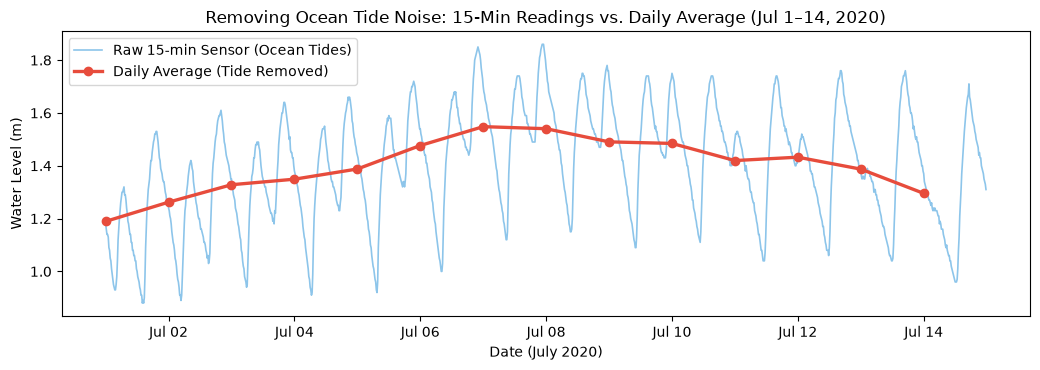 Removing Ocean Tide Noise: 15-Min Readings vs. Daily Average (Jul 1–14, 2020)
Raw 15-min Sensor (Ocean Tides)
Daily Average (Tide Removed)
Water Level (m)
1.8
1.6
1.4
1.2
1.0
Jul 02 Jul 04 Jul 06 Jul 08 Jul 10 Jul 12 Jul 14
Date (July 2020)